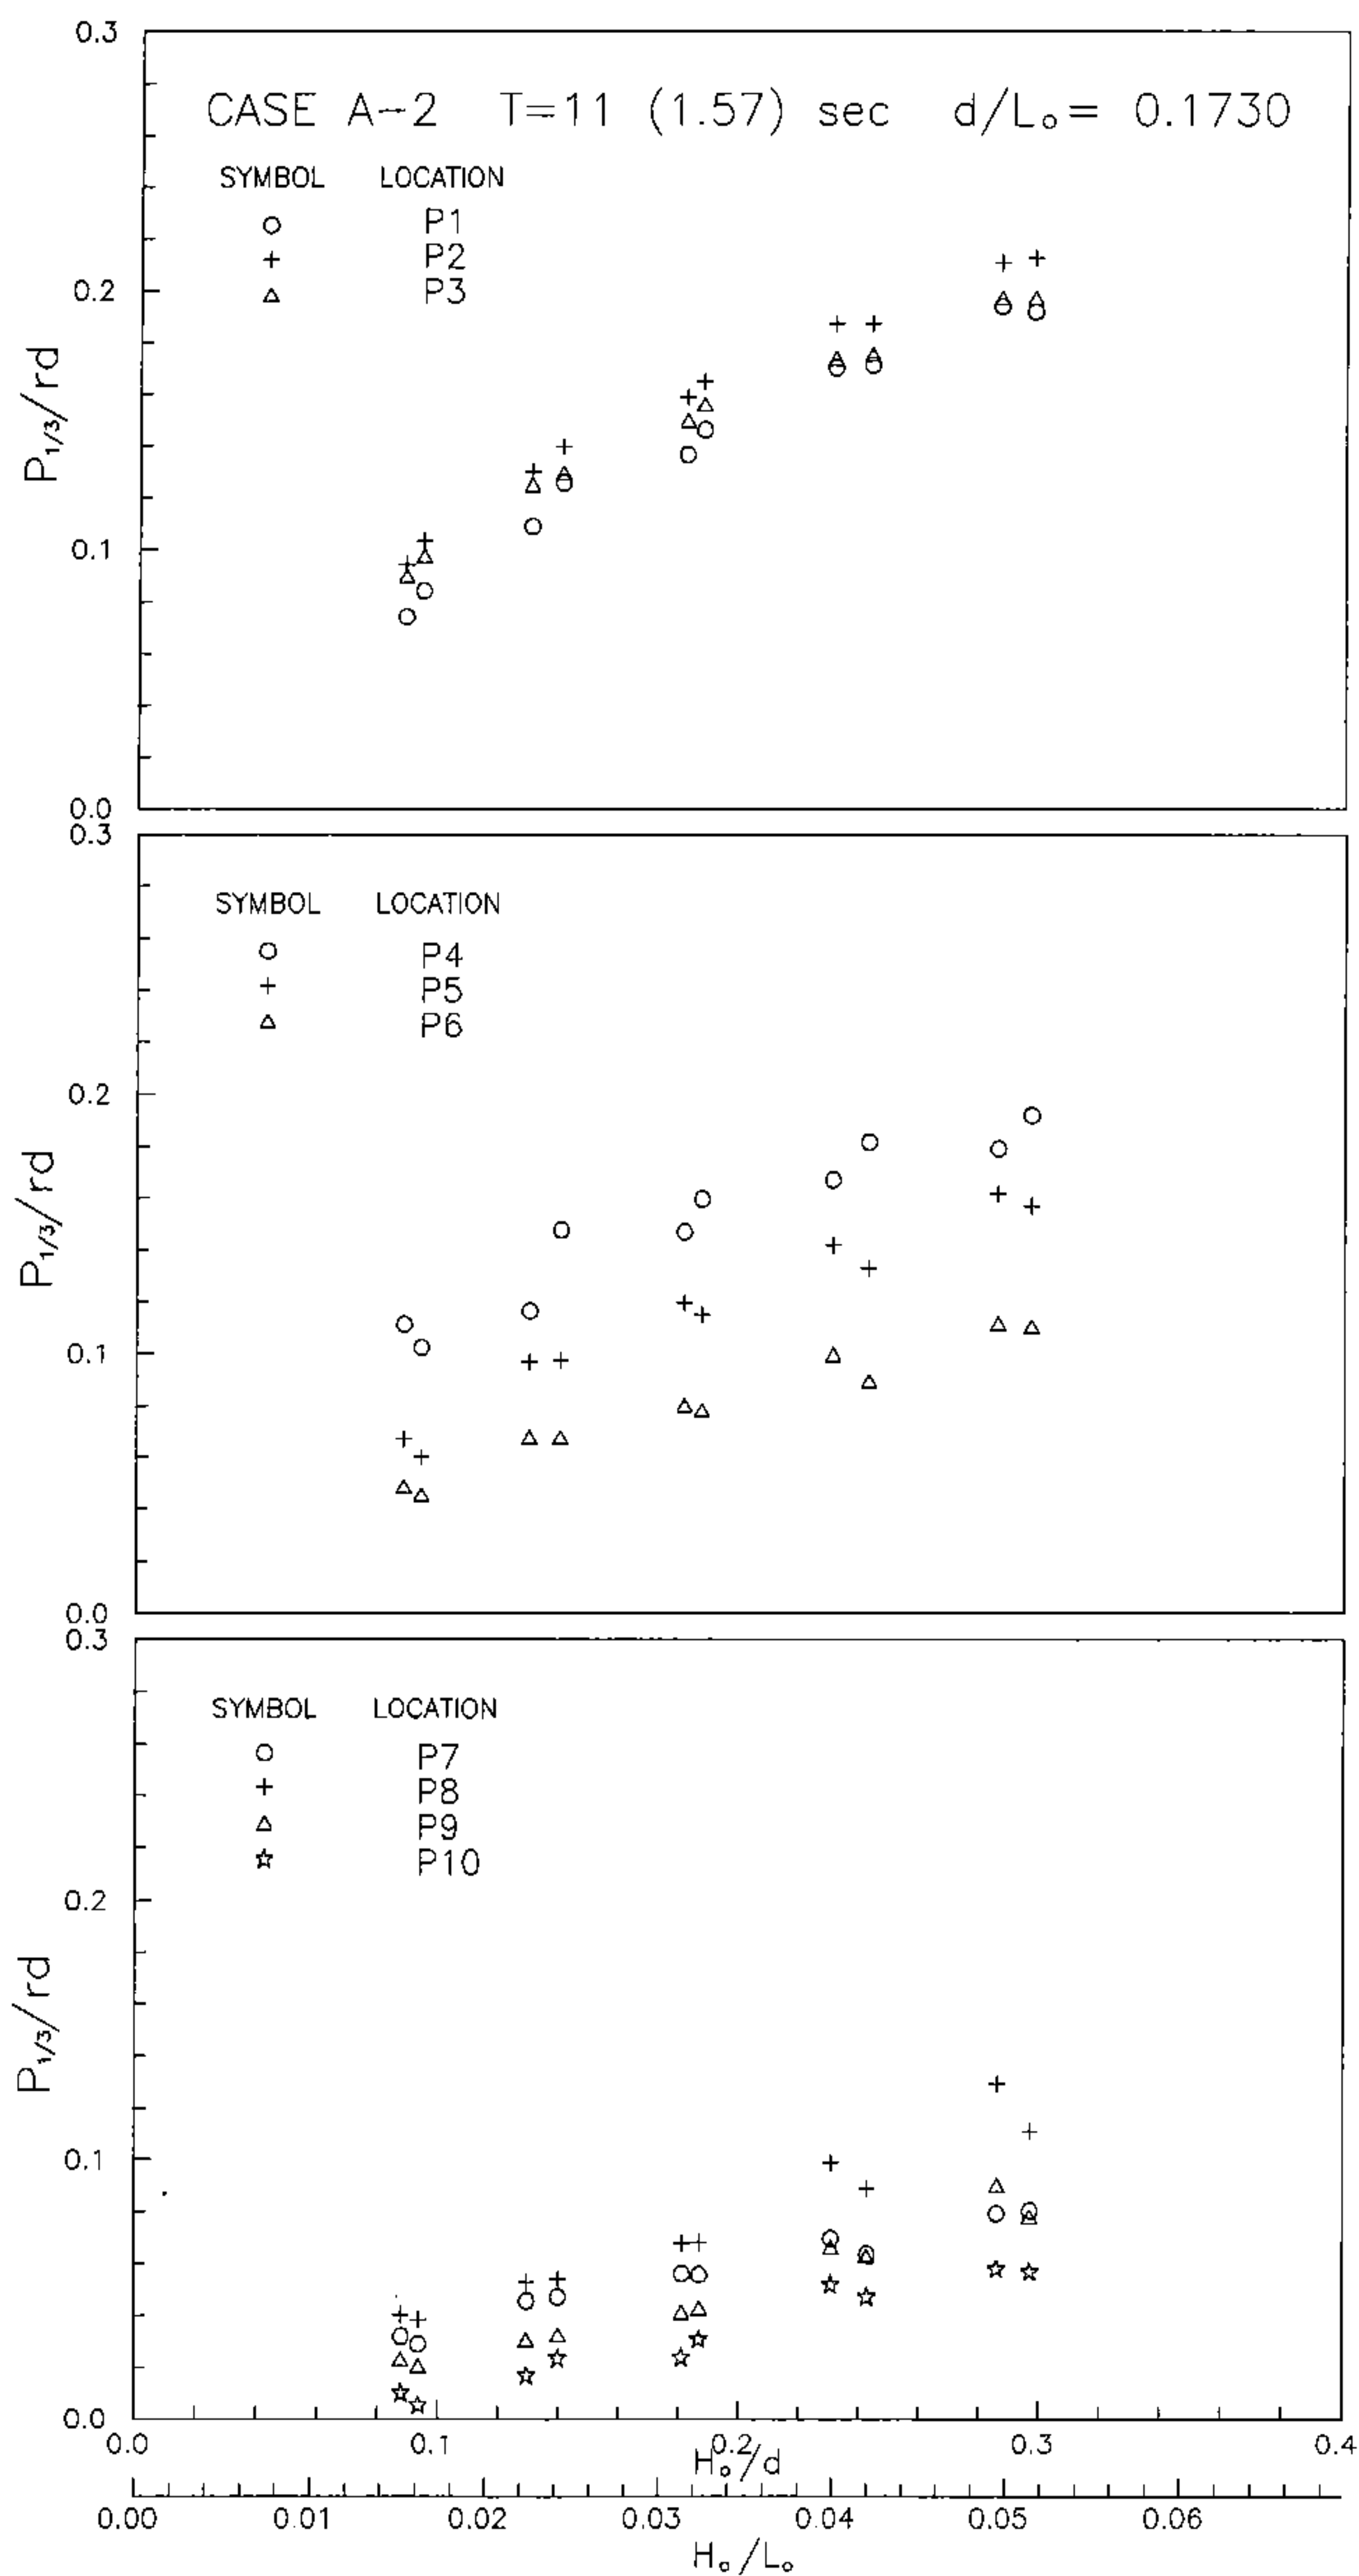 0.3
CASE A-2 T=11 (1.57) sec d/Lo= 0.1730
SYMBOL LOCATION
P1
P2
P3
0.2
P1/3/rd
0.1
0.0
0.3
SYMBOL LOCATION
P4
P5
P6
0.2
P1/3/rd
0.1
0.0
0.3
SYMBOL LOCATION
P7
P8
P9
P10
0.2
P1/3/rd
0.1
0.0
0.0 0.1 0.2 0.3 0.4
Ho/d
0.00 0.01 0.02 0.03 0.04 0.05 0.06
Ho/Lo